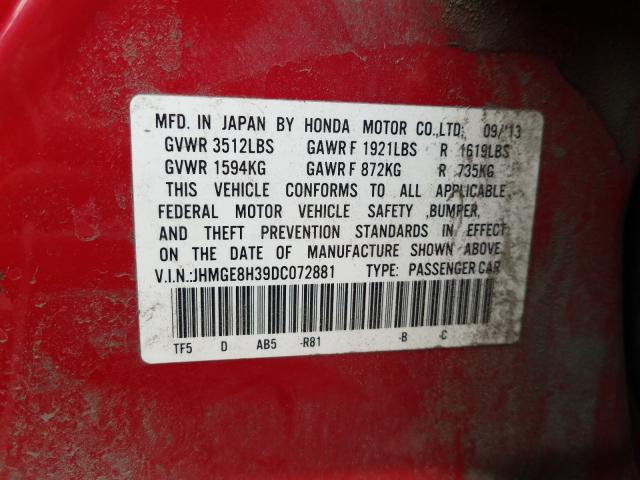 MFD. IN JAPAN BY HONDA MOTOR CO.,LTD; 09/13
GVWR 3512LBS GAWR F 1921LBS R 1619LBS
GVWR 1594KG GAWR F 872KG R 735KG
THIS VEHICLE CONFORMS TO ALL APPLICABLE
FEDERAL MOTOR VEHICLE SAFETY ,BUMPER,
AND THEFT PREVENTION STANDARDS IN EFFECT
ON THE DATE OF MANUFACTURE SHOWN ABOVE.
V.I.N.:JHMGE8H39DC072881 TYPE: PASSENGER CAR
TF5 D AB5 -R81 -B -C